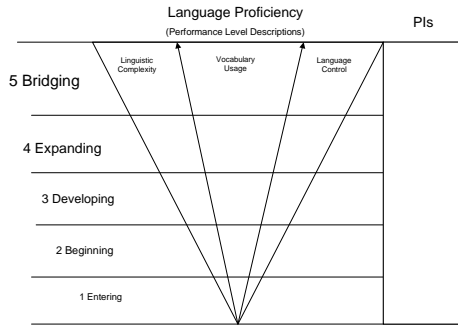 Language Proficiency
(Performance Level Descriptions)
PIs
Linguistic
Complexity
Vocabulary
Usage
Language
Control
5 Bridging
4 Expanding
3 Developing
2 Beginning
1 Entering